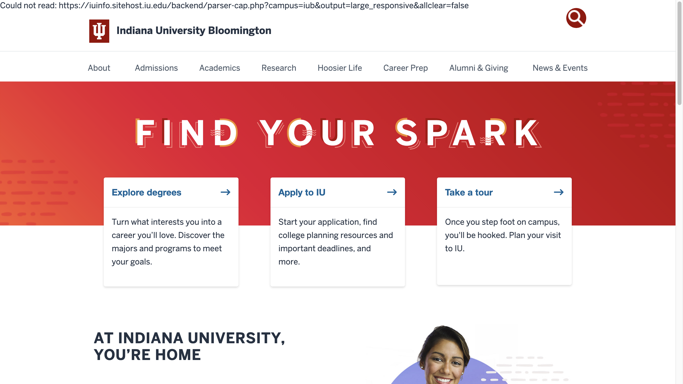 Could not read: https://iuinfo.sitehost.iu.edu/backend/parser-cap.php?campus=iub&output=large_responsive&allclear=false
Indiana University Bloomington
About Admissions Academics Research Hoosier Life Career Prep Alumni & Giving News & Events
FIND YOUR SPARK
Explore degrees
Turn what interests you into a
career you'll love. Discover the
majors and programs to meet
your goals.
Apply to IU
Start your application, find
college planning resources and
important deadlines, and
more.
Take a tour
Once you step foot on campus,
you'll be hooked. Plan your visit
to IU.
AT INDIANA UNIVERSITY,
YOU'RE HOME